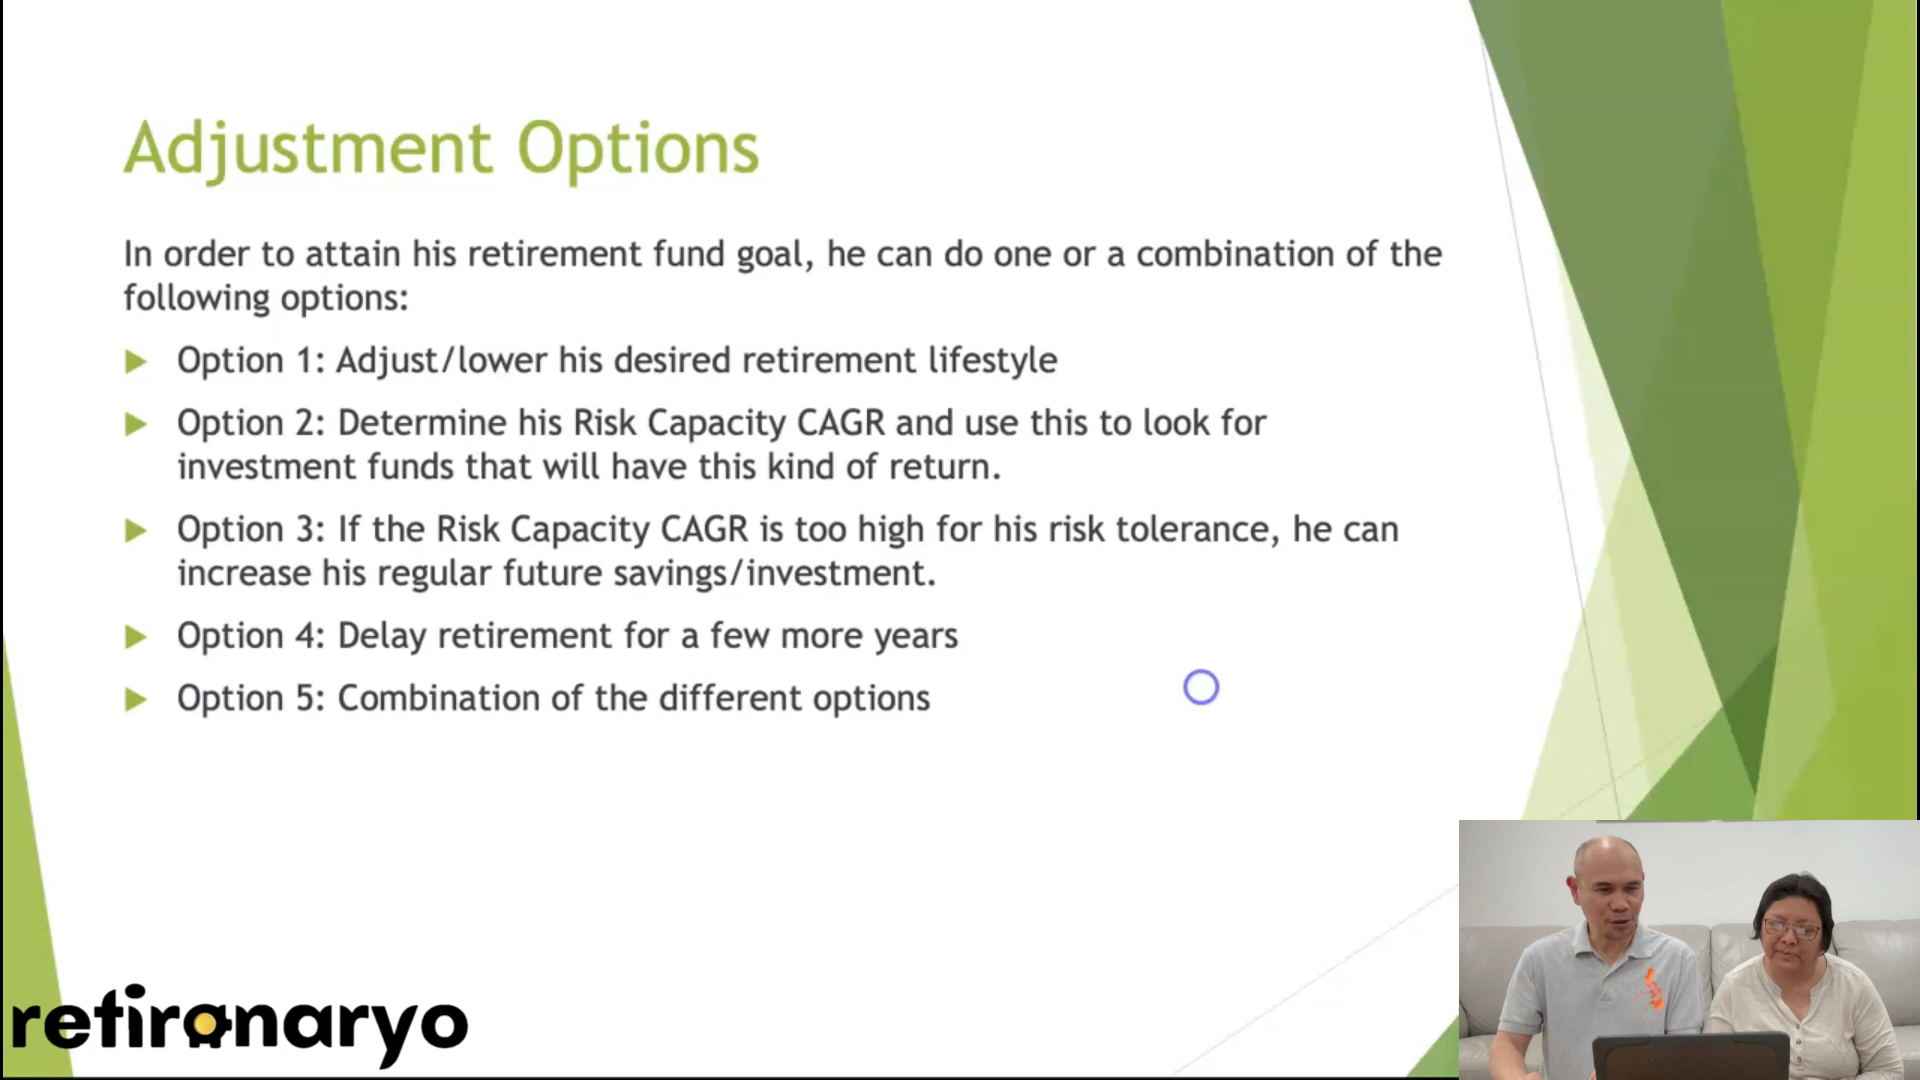 Adjustment Options
In order to attain his retirement fund goal, he can do one or a combination of the
following options:
Option 1: Adjust/lower his desired retirement lifestyle
Option 2: Determine his Risk Capacity CAGR and use this to look for
investment funds that will have this kind of return.
Option 3: If the Risk Capacity CAGR is too high for his risk tolerance, he can
increase his regular future savings/investment.
Option 4: Delay retirement for a few more years
Option 5: Combination of the different options
retiranaryo